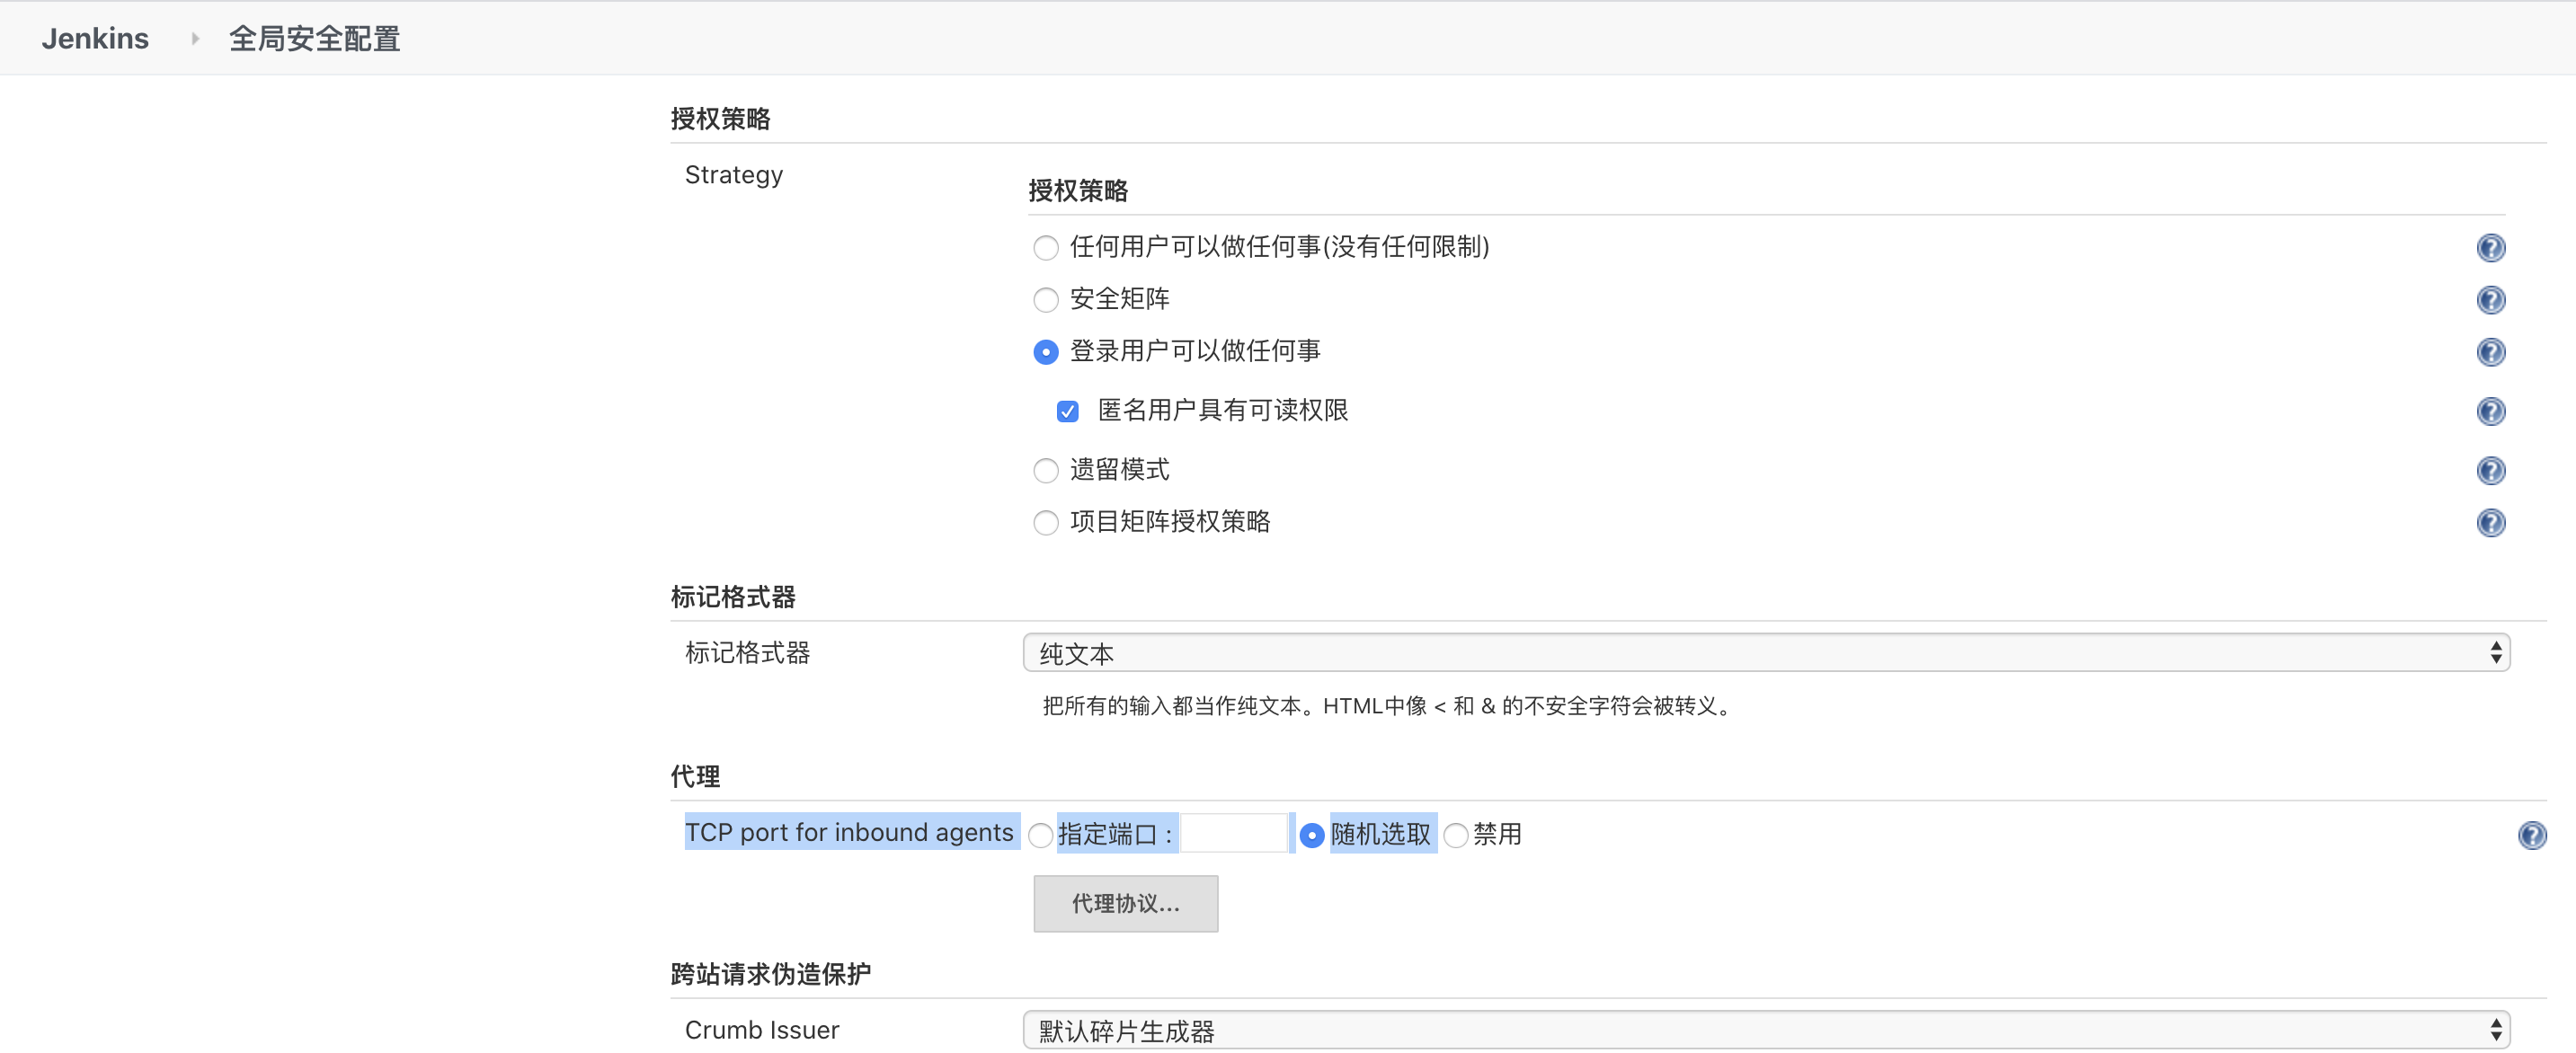 Jenkins 全局安全配置
授权策略
Strategy
授权策略
任何用户可以做任何事(没有任何限制)
安全矩阵
登录用户可以做任何事
匿名用户具有可读权限
遗留模式
项目矩阵授权策略
标记格式器
标记格式器 纯文本
把所有的输入都当作纯文本。HTML中像 < 和 & 的不安全字符会被转义。
代理
TCP port for inbound agents 指定端口 : 随机选取 禁用
代理协议...
跨站请求伪造保护
Crumb Issuer 默认碎片生成器